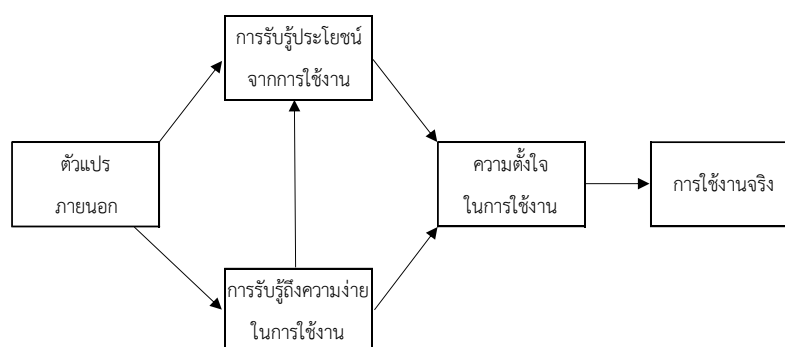 การรับรู้ประโยชน์
จากการใช้งาน
ตัวแปร
ภายนอก
ความตั้งใจ
ในการใช้งาน
การใช้งานจริง
การรับรู้ถึงความง่าย
ในการใช้งาน